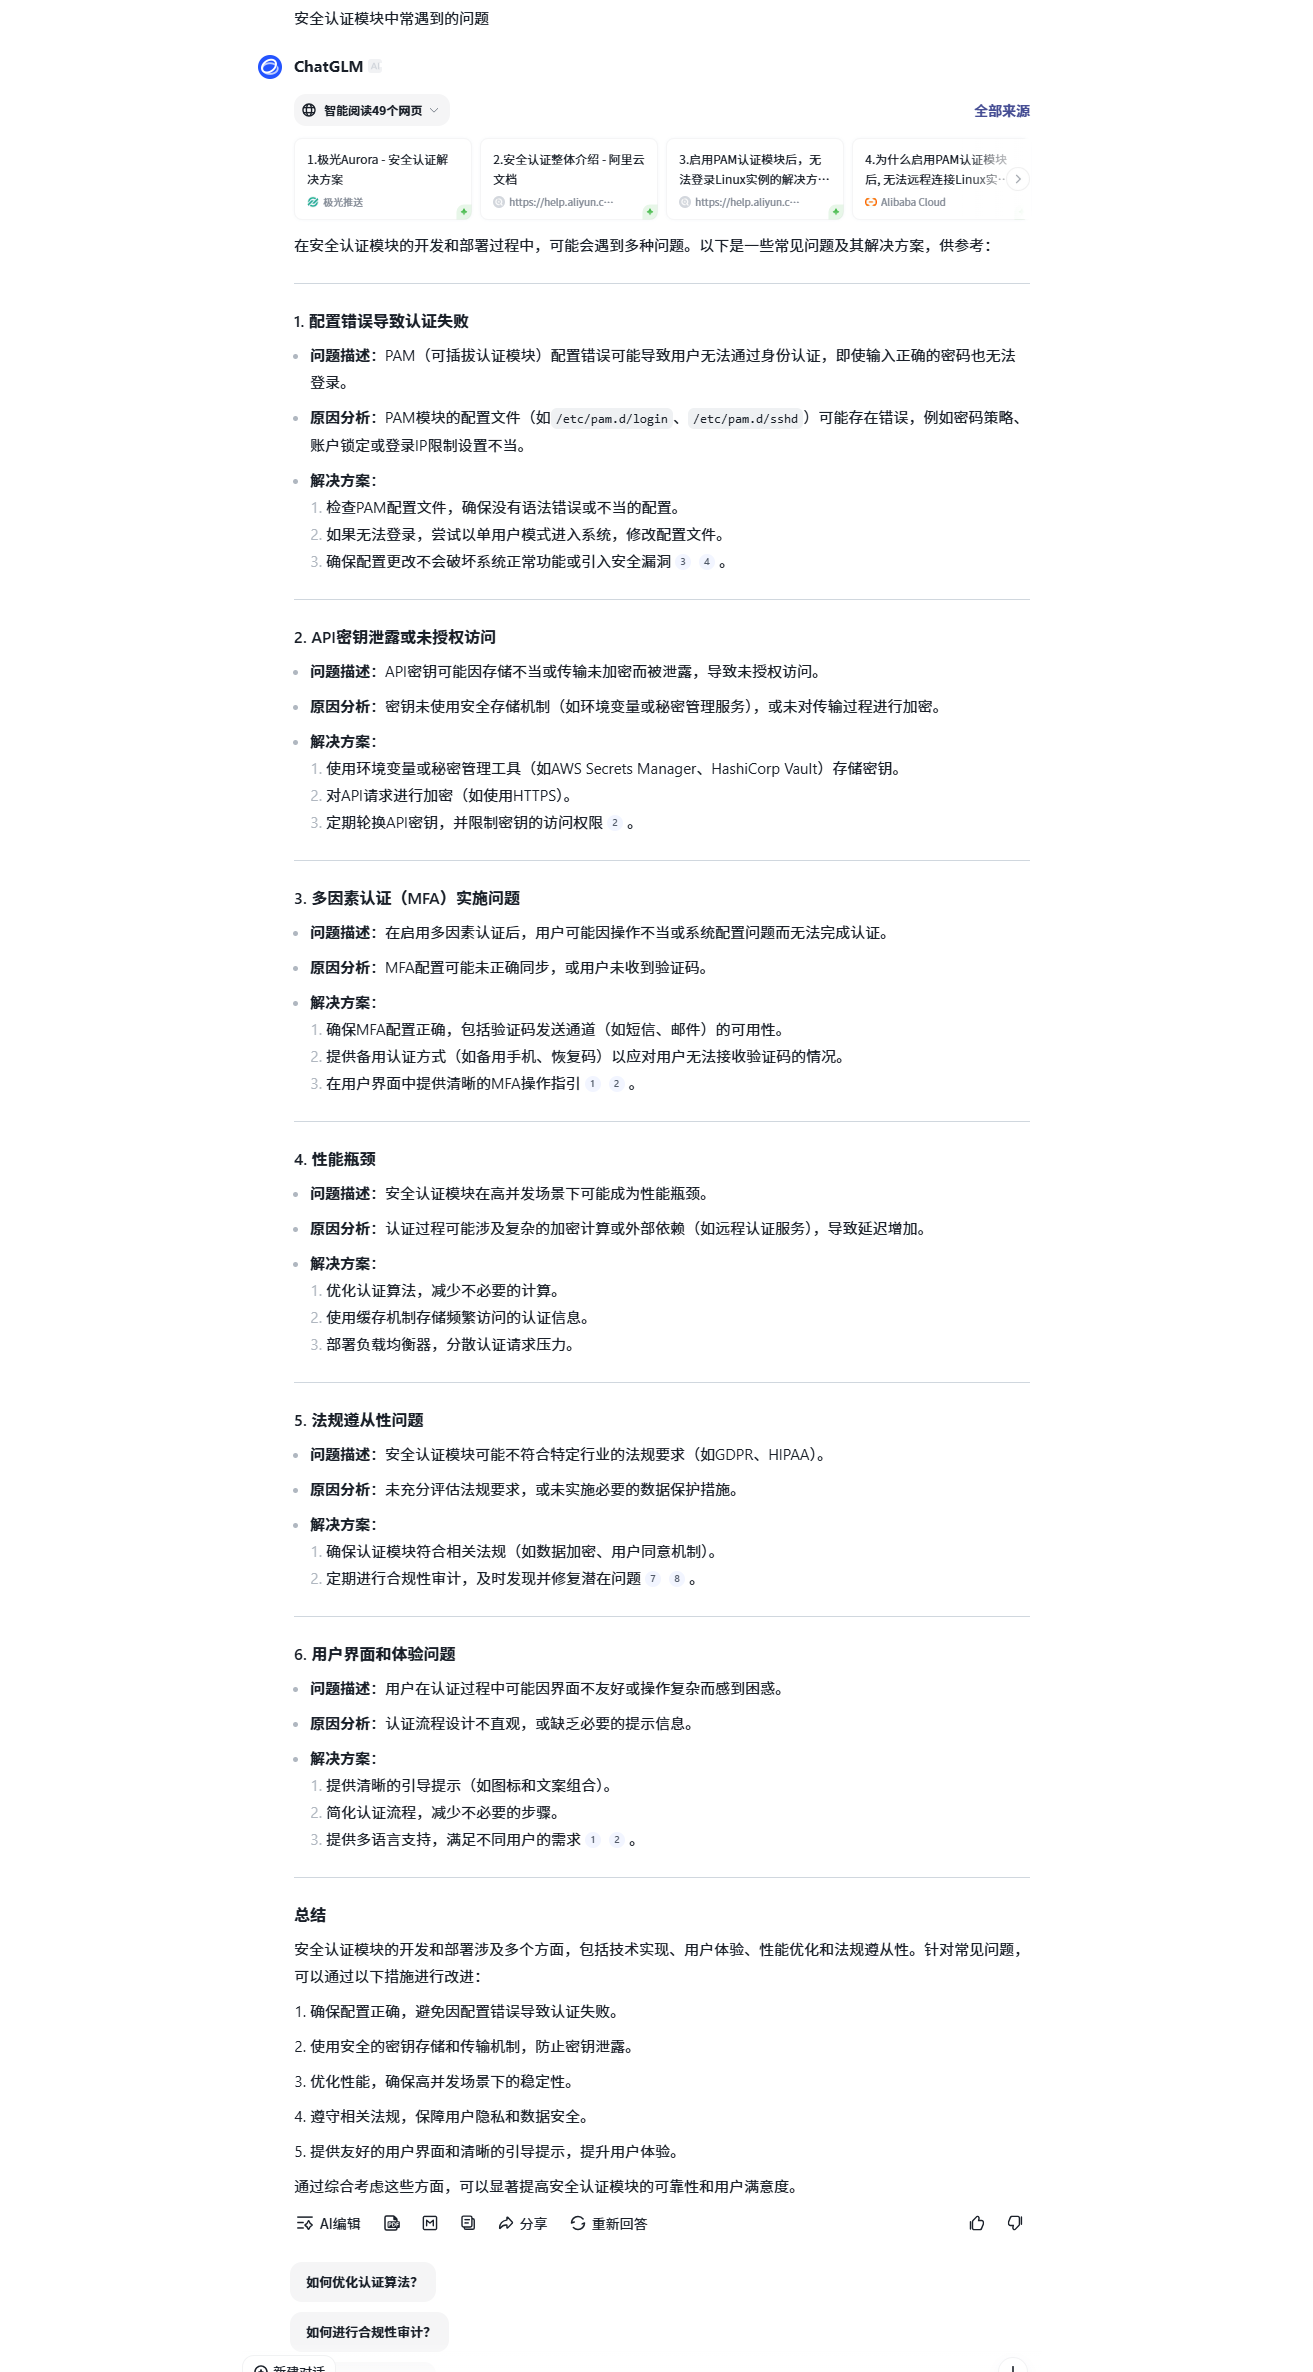 安全认证模块中常遇到的问题
ChatGLM AI
智能阅读49个网页
全部来源
1.极光Aurora - 安全认证解
决方案
极光推送
2.安全认证整体介绍 - 阿里云
文档
https://help.aliyun.c···
3.启用PAM认证模块后，无
法登录Linux实例的解决方···
https://help.aliyun.c···
4.为什么启用PAM认证模块
后, 无法远程连接Linux实···
Alibaba Cloud
在安全认证模块的开发和部署过程中，可能会遇到多种问题。以下是一些常见问题及其解决方案，供参考：
1. 配置错误导致认证失败
问题描述：PAM（可插拔认证模块）配置错误可能导致用户无法通过身份认证，即使输入正确的密码也无法
登录。
原因分析：PAM模块的配置文件（如 /etc/pam.d/login 、 /etc/pam.d/sshd ）可能存在错误，例如密码策略、
账户锁定或登录IP限制设置不当。
解决方案：
1. 检查PAM配置文件，确保没有语法错误或不当的配置。
2. 如果无法登录，尝试以单用户模式进入系统，修改配置文件。
3. 确保配置更改不会破坏系统正常功能或引入安全漏洞 3 4 。
2. API密钥泄露或未授权访问
问题描述：API密钥可能因存储不当或传输未加密而被泄露，导致未授权访问。
原因分析：密钥未使用安全存储机制（如环境变量或秘密管理服务），或未对传输过程进行加密。
解决方案：
1. 使用环境变量或秘密管理工具（如AWS Secrets Manager、HashiCorp Vault）存储密钥。
2. 对API请求进行加密（如使用HTTPS）。
3. 定期轮换API密钥，并限制密钥的访问权限 2 。
3. 多因素认证（MFA）实施问题
问题描述：在启用多因素认证后，用户可能因操作不当或系统配置问题而无法完成认证。
原因分析：MFA配置可能未正确同步，或用户未收到验证码。
解决方案：
1. 确保MFA配置正确，包括验证码发送通道（如短信、邮件）的可用性。
2. 提供备用认证方式（如备用手机、恢复码）以应对用户无法接收验证码的情况。
3. 在用户界面中提供清晰的MFA操作指引 1 2 。
4. 性能瓶颈
问题描述：安全认证模块在高并发场景下可能成为性能瓶颈。
原因分析：认证过程可能涉及复杂的加密计算或外部依赖（如远程认证服务），导致延迟增加。
解决方案：
1. 优化认证算法，减少不必要的计算。
2. 使用缓存机制存储频繁访问的认证信息。
3. 部署负载均衡器，分散认证请求压力。
5. 法规遵从性问题
问题描述：安全认证模块可能不符合特定行业的法规要求（如GDPR、HIPAA）。
原因分析：未充分评估法规要求，或未实施必要的数据保护措施。
解决方案：
1. 确保认证模块符合相关法规（如数据加密、用户同意机制）。
2. 定期进行合规性审计，及时发现并修复潜在问题 7 8 。
6. 用户界面和体验问题
问题描述：用户在认证过程中可能因界面不友好或操作复杂而感到困惑。
原因分析：认证流程设计不直观，或缺乏必要的提示信息。
解决方案：
1. 提供清晰的引导提示（如图标和文案组合）。
2. 简化认证流程，减少不必要的步骤。
3. 提供多语言支持，满足不同用户的需求 1 2 。
总结
安全认证模块的开发和部署涉及多个方面，包括技术实现、用户体验、性能优化和法规遵从性。针对常见问题，
可以通过以下措施进行改进：
1. 确保配置正确，避免因配置错误导致认证失败。
2. 使用安全的密钥存储和传输机制，防止密钥泄露。
3. 优化性能，确保高并发场景下的稳定性。
4. 遵守相关法规，保障用户隐私和数据安全。
5. 提供友好的用户界面和清晰的引导提示，提升用户体验。
通过综合考虑这些方面，可以显著提高安全认证模块的可靠性和用户满意度。
AI编辑 分享 重新回答
如何优化认证算法？
如何进行合规性审计？
新建对话